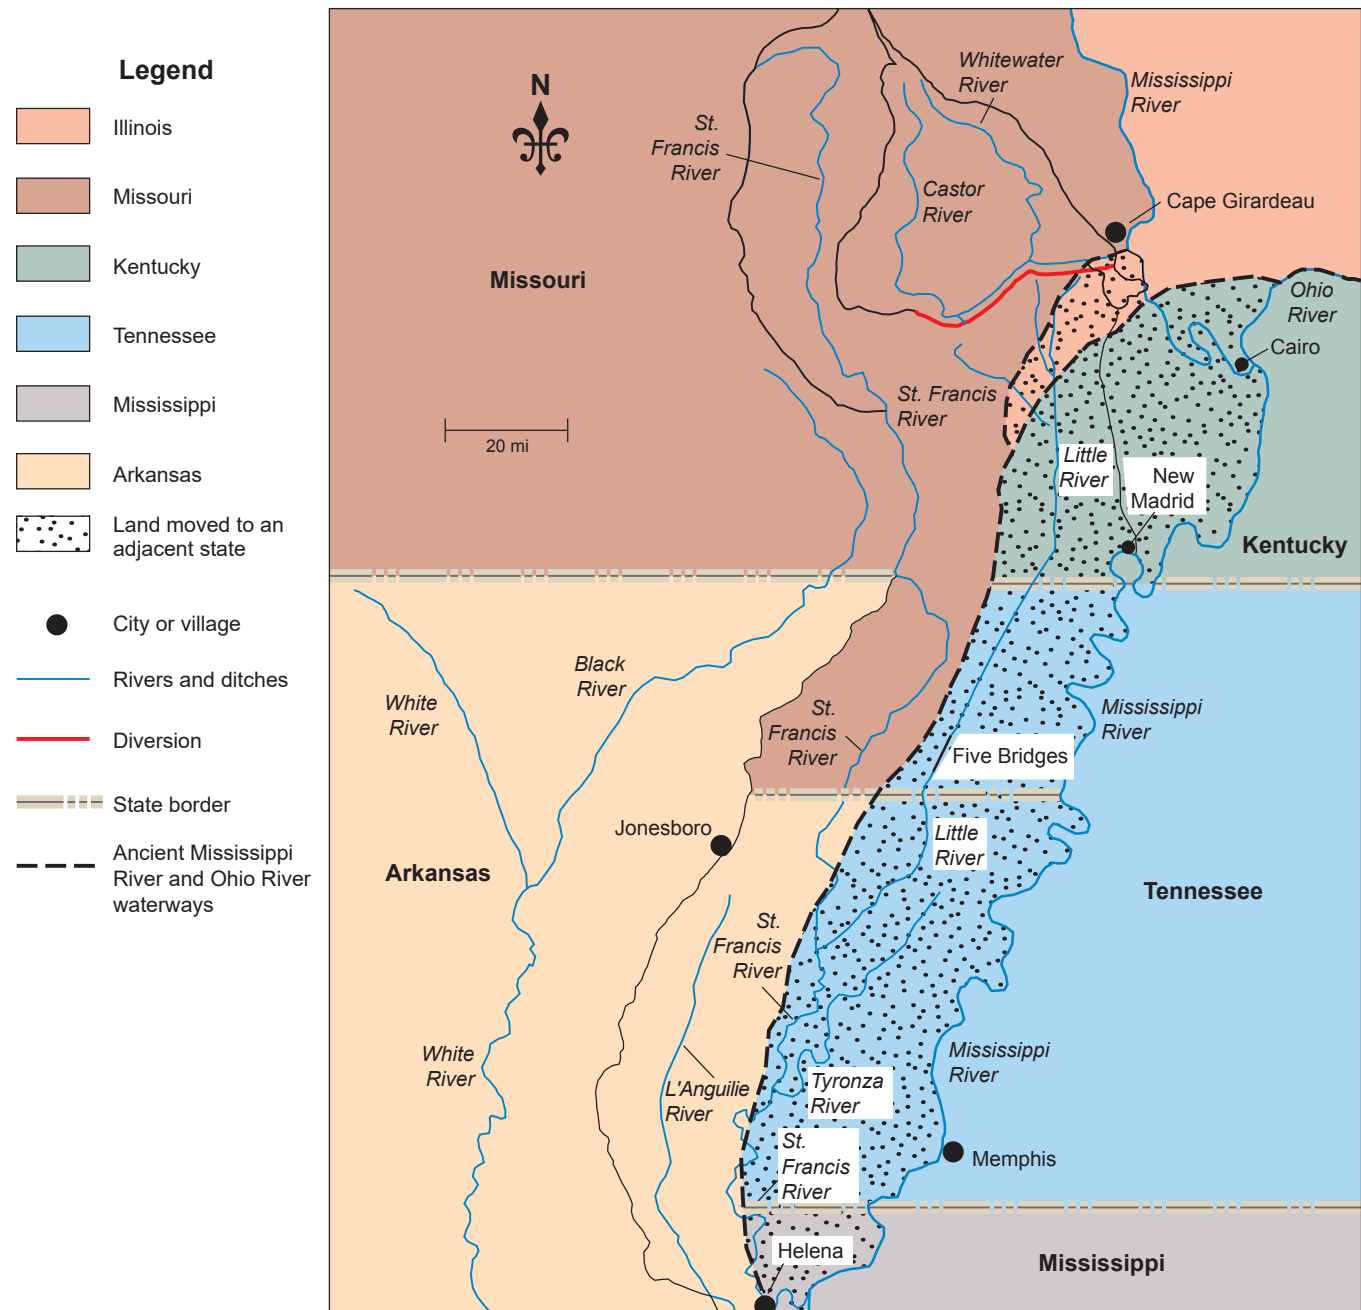 Legend
Illinois
Missouri
Kentucky
Tennessee
Mississippi
Arkansas
Land moved to an
adjacent state
City or village
Rivers and ditches
Diversion
State border
Ancient Mississippi
River and Ohio River
waterways
N
St.
Francis
River
Whitewater
River
Mississippi
River
Castor
River
Cape Girardeau
Missouri
Ohio
River
Cairo
St. Francis
River
20 mi
Little
River
New
Madrid
Kentucky
Black
River
White
River
St.
Francis
River
Mississippi
River
Five Bridges
Jonesboro
Little
River
Arkansas
Tennessee
St.
Francis
River
White
River
L'Anguilie
River
Tyronza
River
Mississippi
River
St.
Francis
River
Memphis
Helena
Mississippi